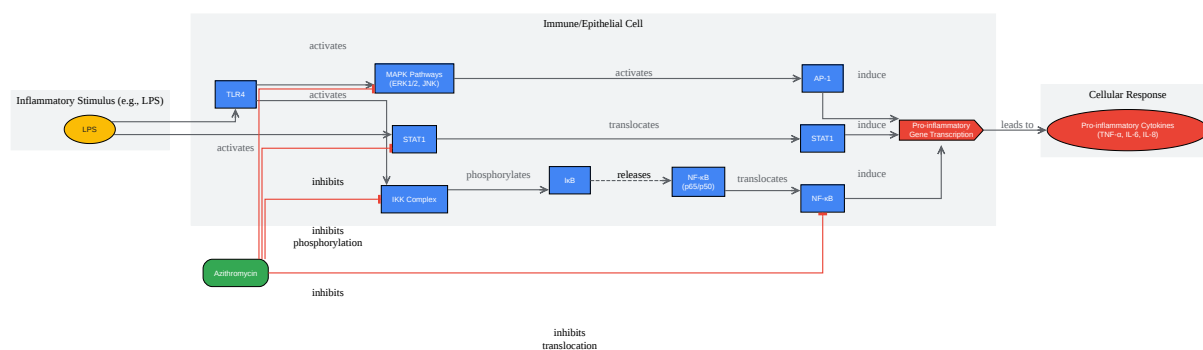 Immune/Epithelial Cell
activates
MAPK Pathways
(ERK1/2, JNK)
activates
AP-1
induce
TLR4
activates
Inflammatory Stimulus (e.g., LPS)
Cellular Response
LPS
activates
STAT1
translocates
STAT1
induce
Pro-inflammatory
Gene Transcription
leads to
Pro-inflammatory Cytokines
(TNF-α, IL-6, IL-8)
inhibits
IKK Complex
phosphorylates
IκB
releases
NF-κB
(p65/p50)
translocates
NF-κB
induce
inhibits
phosphorylation
Azithromycin
inhibits
inhibits
translocation